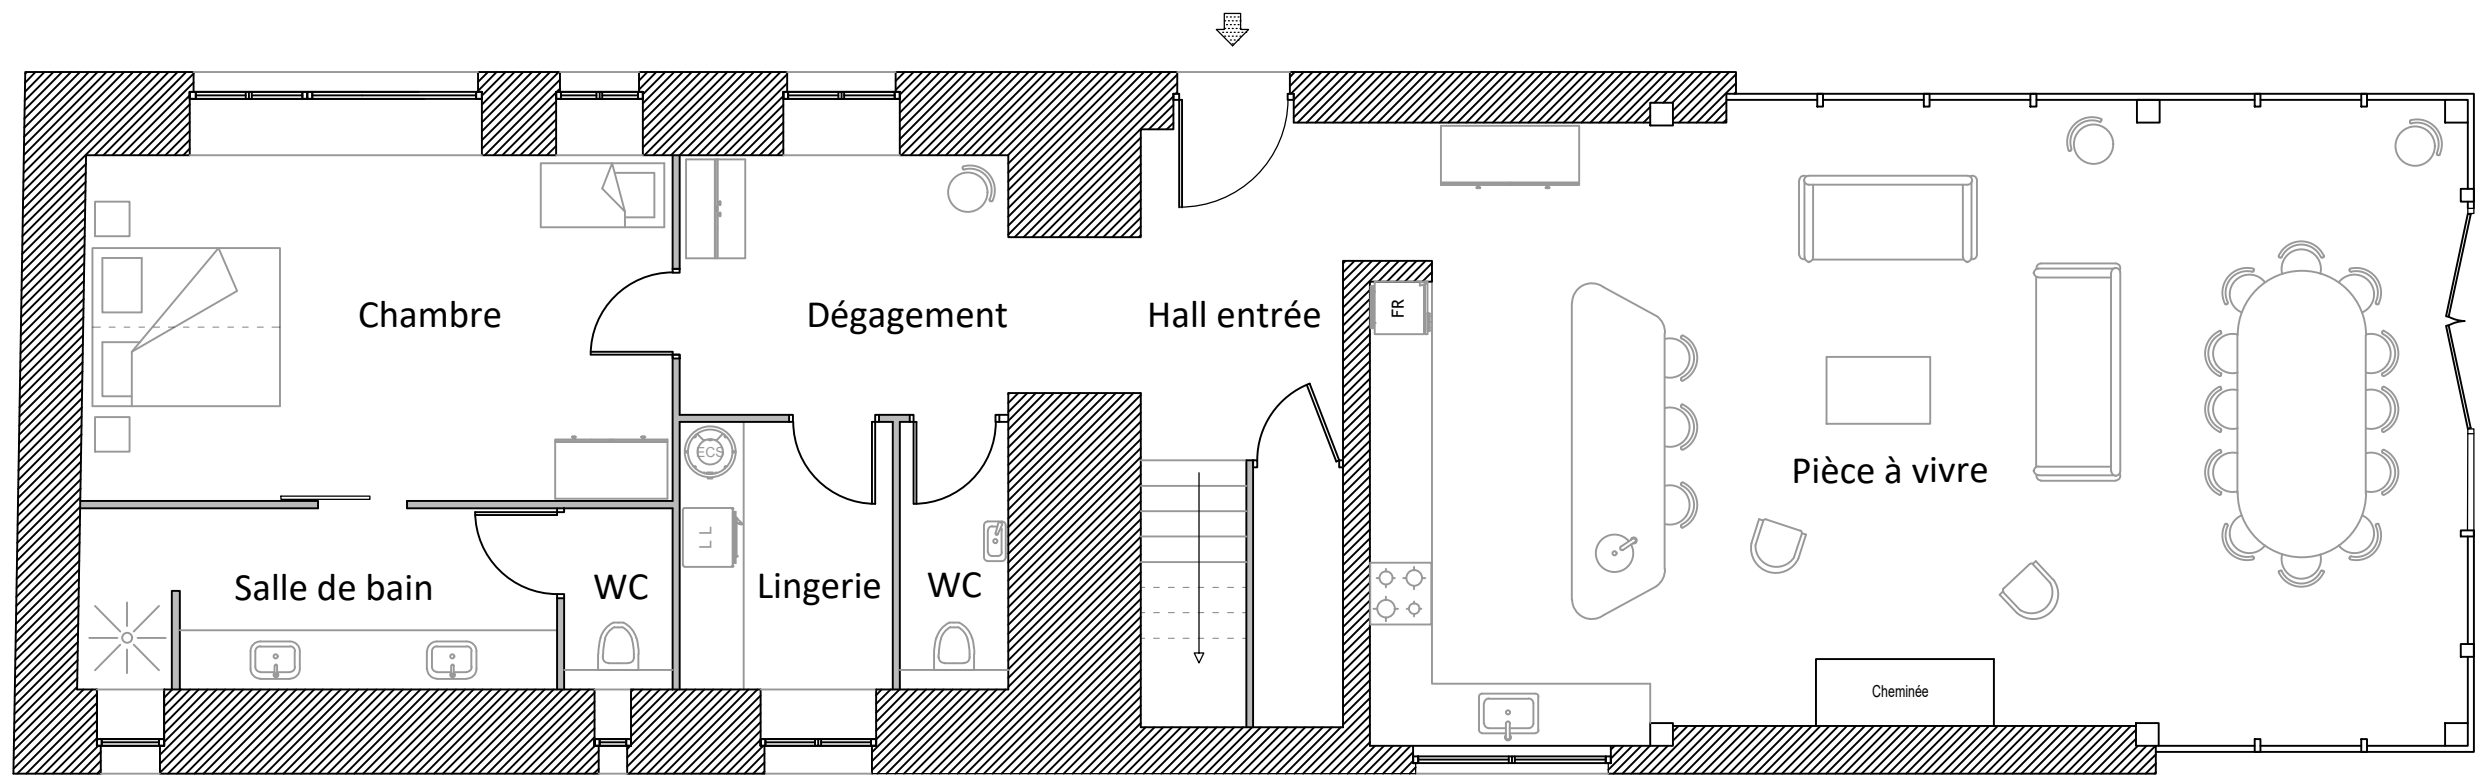 FR
Chambre
Dégagement
Hall entrée
ECS
Pièce à vivre
LL
Salle de bain
WC
Lingerie
WC
Cheminée